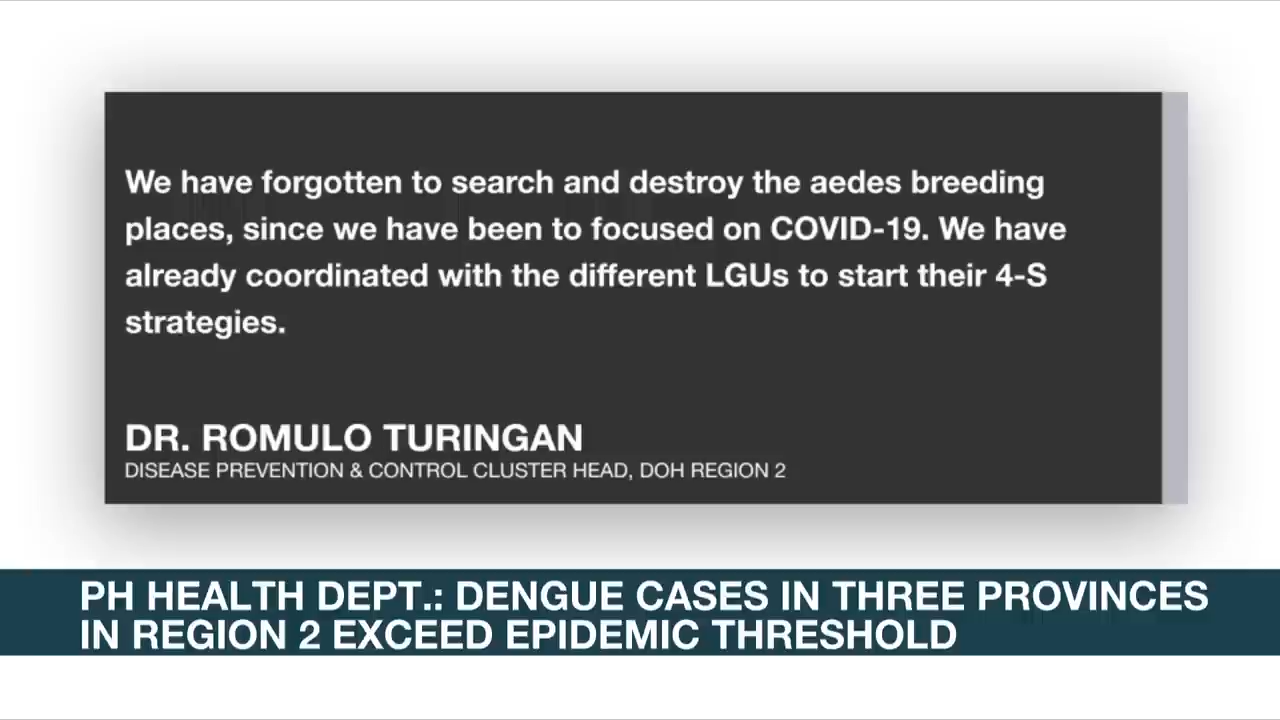 We have forgotten to search and destroy the aedes breeding
places, since we have been to focused on COVID-19. We have
already coordinated with the different LGUs to start their 4-S
strategies.
DR. ROMULO TURINGAN
DISEASE PREVENTION & CONTROL CLUSTER HEAD, DOH REGION 2
PH HEALTH DEPT.: DENGUE CASES IN THREE PROVINCES
IN REGION 2 EXCEED EPIDEMIC THRESHOLD